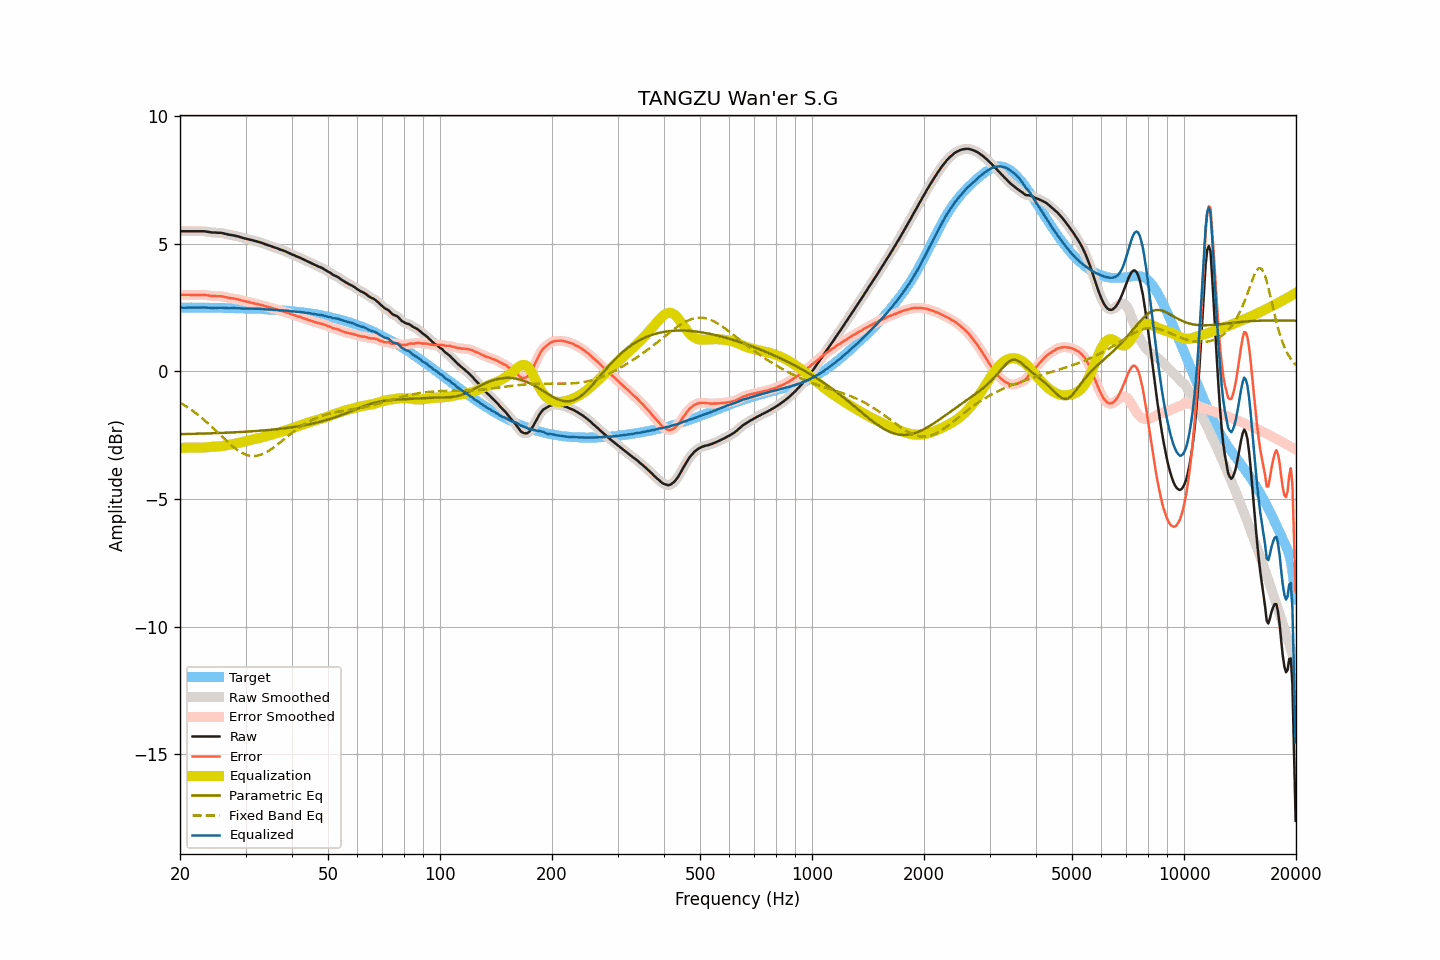 TANGZU Wan'er S.G
10
5
0
−5
−10
−15
Amplitude (dBr)
Target
Raw Smoothed
Error Smoothed
Raw
Error
Equalization
Parametric Eq
Fixed Band Eq
Equalized
20 50 100 200 500 1000 2000 5000 10000 20000
Frequency (Hz)